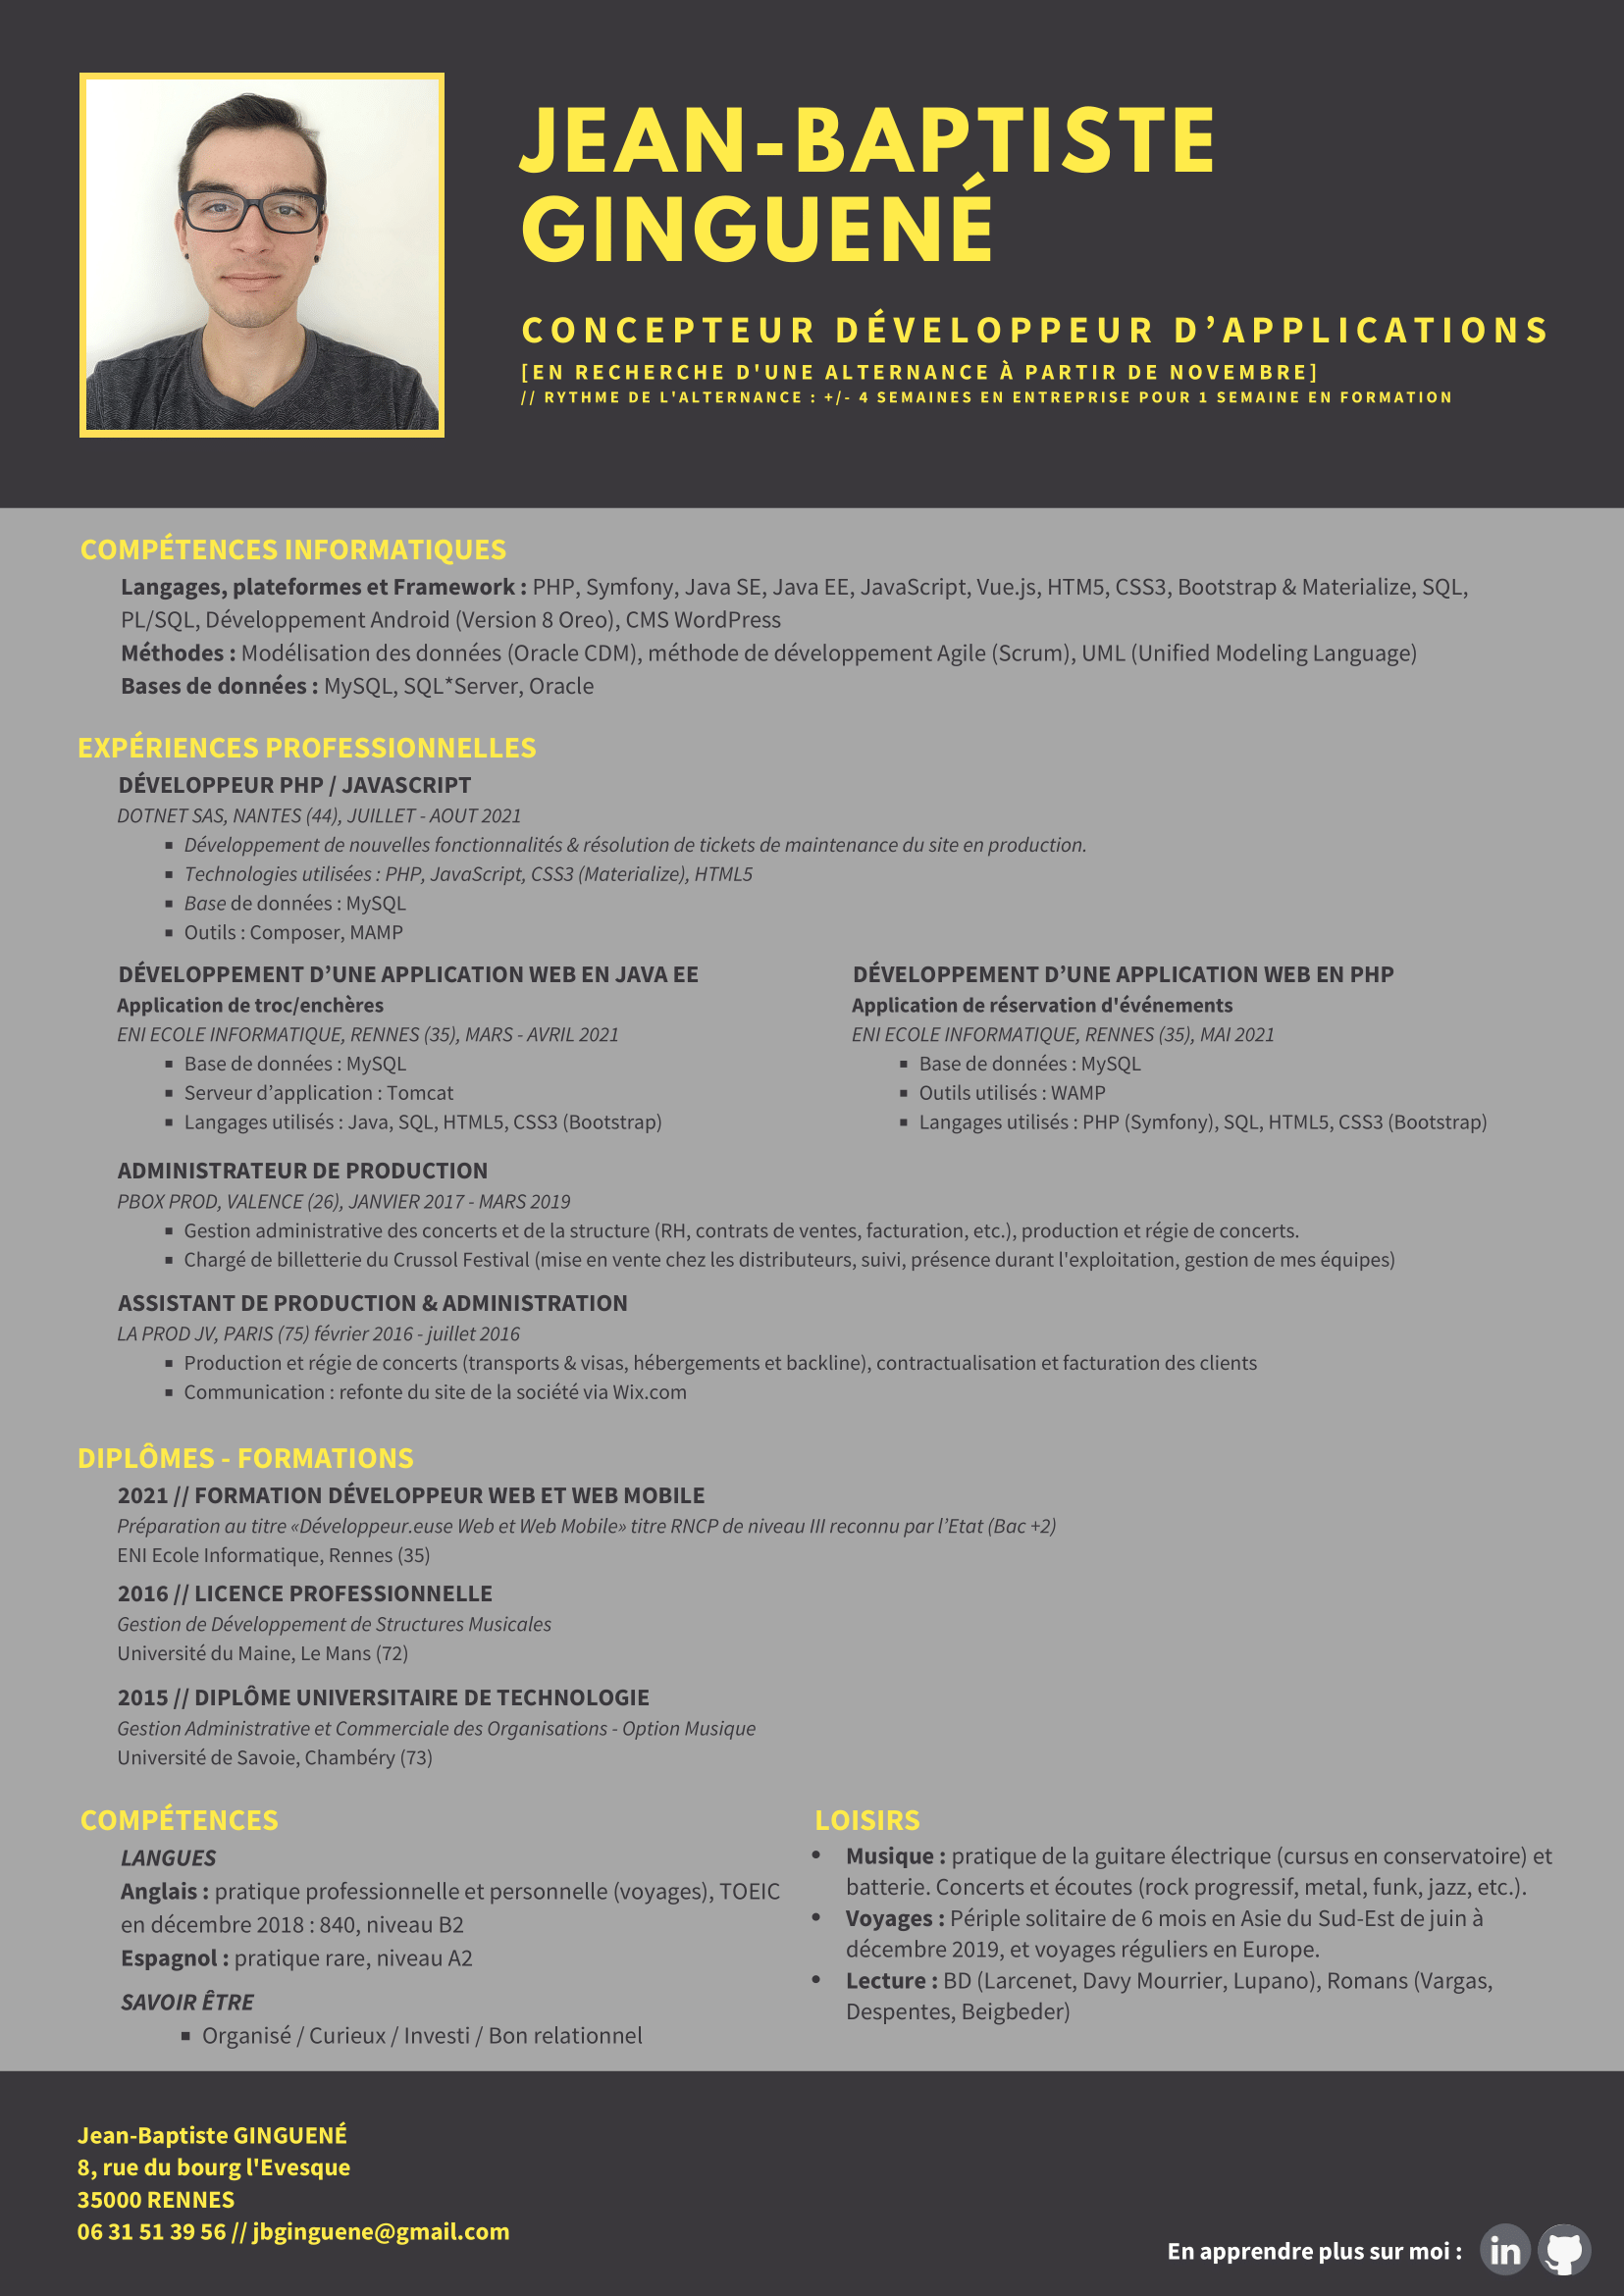 JEAN-BAPTISTE
GINGUENÉ
CONCEPTEUR DÉVELOPPEUR D’APPLICATIONS
[EN RECHERCHE D'UNE ALTERNANCE À PARTIR DE NOVEMBRE]
// RYTHME DE L'ALTERNANCE : +/- 4 SEMAINES EN ENTREPRISE POUR 1 SEMAINE EN FORMATION
COMPÉTENCES INFORMATIQUES
Langages, plateformes et Framework : PHP, Symfony, Java SE, Java EE, JavaScript, Vue.js, HTM5, CSS3, Bootstrap & Materialize, SQL,
PL/SQL, Développement Android (Version 8 Oreo), CMS WordPress
Méthodes : Modélisation des données (Oracle CDM), méthode de développement Agile (Scrum), UML (Unified Modeling Language)
Bases de données : MySQL, SQL*Server, Oracle
EXPÉRIENCES PROFESSIONNELLES
DÉVELOPPEUR PHP / JAVASCRIPT
DOTNET SAS, NANTES (44), JUILLET - AOUT 2021
▪ Développement de nouvelles fonctionnalités & résolution de tickets de maintenance du site en production.
▪ Technologies utilisées : PHP, JavaScript, CSS3 (Materialize), HTML5
▪ Base de données : MySQL
▪ Outils : Composer, MAMP
DÉVELOPPEMENT D’UNE APPLICATION WEB EN JAVA EE
Application de troc/enchères
ENI ECOLE INFORMATIQUE, RENNES (35), MARS - AVRIL 2021
▪ Base de données : MySQL
▪ Serveur d’application : Tomcat
▪ Langages utilisés : Java, SQL, HTML5, CSS3 (Bootstrap)
DÉVELOPPEMENT D’UNE APPLICATION WEB EN PHP
Application de réservation d'événements
ENI ECOLE INFORMATIQUE, RENNES (35), MAI 2021
▪ Base de données : MySQL
▪ Outils utilisés : WAMP
▪ Langages utilisés : PHP (Symfony), SQL, HTML5, CSS3 (Bootstrap)
ADMINISTRATEUR DE PRODUCTION
PBOX PROD, VALENCE (26), JANVIER 2017 - MARS 2019
▪ Gestion administrative des concerts et de la structure (RH, contrats de ventes, facturation, etc.), production et régie de concerts.
▪ Chargé de billetterie du Crussol Festival (mise en vente chez les distributeurs, suivi, présence durant l'exploitation, gestion de mes équipes)
ASSISTANT DE PRODUCTION & ADMINISTRATION
LA PROD JV, PARIS (75) février 2016 - juillet 2016
▪ Production et régie de concerts (transports & visas, hébergements et backline), contractualisation et facturation des clients
▪ Communication : refonte du site de la société via Wix.com
DIPLÔMES - FORMATIONS
2021 // FORMATION DÉVELOPPEUR WEB ET WEB MOBILE
Préparation au titre «Développeur.euse Web et Web Mobile» titre RNCP de niveau III reconnu par l’Etat (Bac +2)
ENI Ecole Informatique, Rennes (35)
2016 // LICENCE PROFESSIONNELLE
Gestion de Développement de Structures Musicales
Université du Maine, Le Mans (72)
2015 // DIPLÔME UNIVERSITAIRE DE TECHNOLOGIE
Gestion Administrative et Commerciale des Organisations - Option Musique
Université de Savoie, Chambéry (73)
COMPÉTENCES
LANGUES
Anglais : pratique professionnelle et personnelle (voyages), TOEIC
en décembre 2018 : 840, niveau B2
Espagnol : pratique rare, niveau A2
SAVOIR ÊTRE
▪ Organisé / Curieux / Investi / Bon relationnel
LOISIRS
• Musique : pratique de la guitare électrique (cursus en conservatoire) et
batterie. Concerts et écoutes (rock progressif, metal, funk, jazz, etc.).
• Voyages : Périple solitaire de 6 mois en Asie du Sud-Est de juin à
décembre 2019, et voyages réguliers en Europe.
• Lecture : BD (Larcenet, Davy Mourrier, Lupano), Romans (Vargas,
Despentes, Beigbeder)
Jean-Baptiste GINGUENÉ
8, rue du bourg l'Evesque
35000 RENNES
06 31 51 39 56 // jbginguene@gmail.com
En apprendre plus sur moi : in